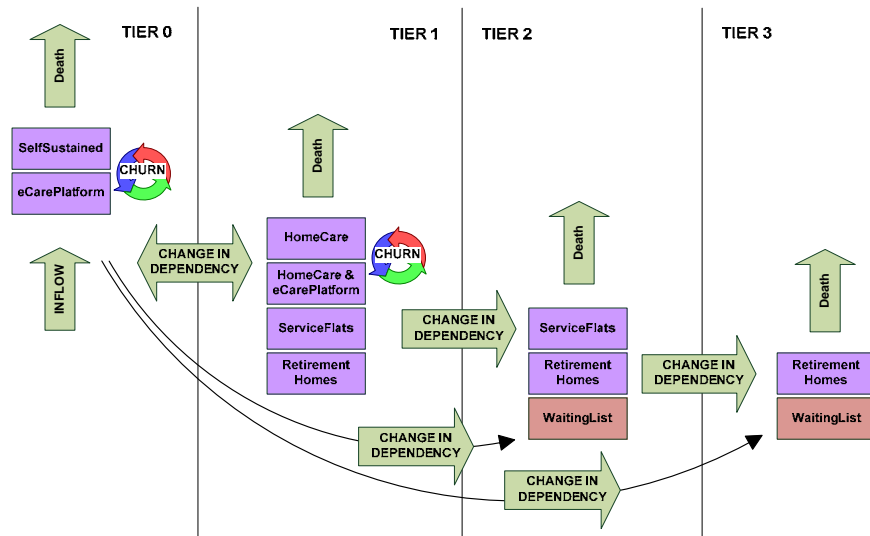 TIER 0
TIER 1
TIER 2
TIER 3
Death
SelfSustained
eCarePlatform
CHURN
INFLOW
CHANGE IN
DEPENDENCY
Death
HomeCare
HomeCare &
eCarePlatform
ServiceFlats
Retirement
Homes
CHURN
CHANGE IN
DEPENDENCY
Death
ServiceFlats
Retirement
Homes
WaitingList
CHANGE IN
DEPENDENCY
Death
Retirement
Homes
WaitingList
CHANGE IN
DEPENDENCY
CHANGE IN
DEPENDENCY